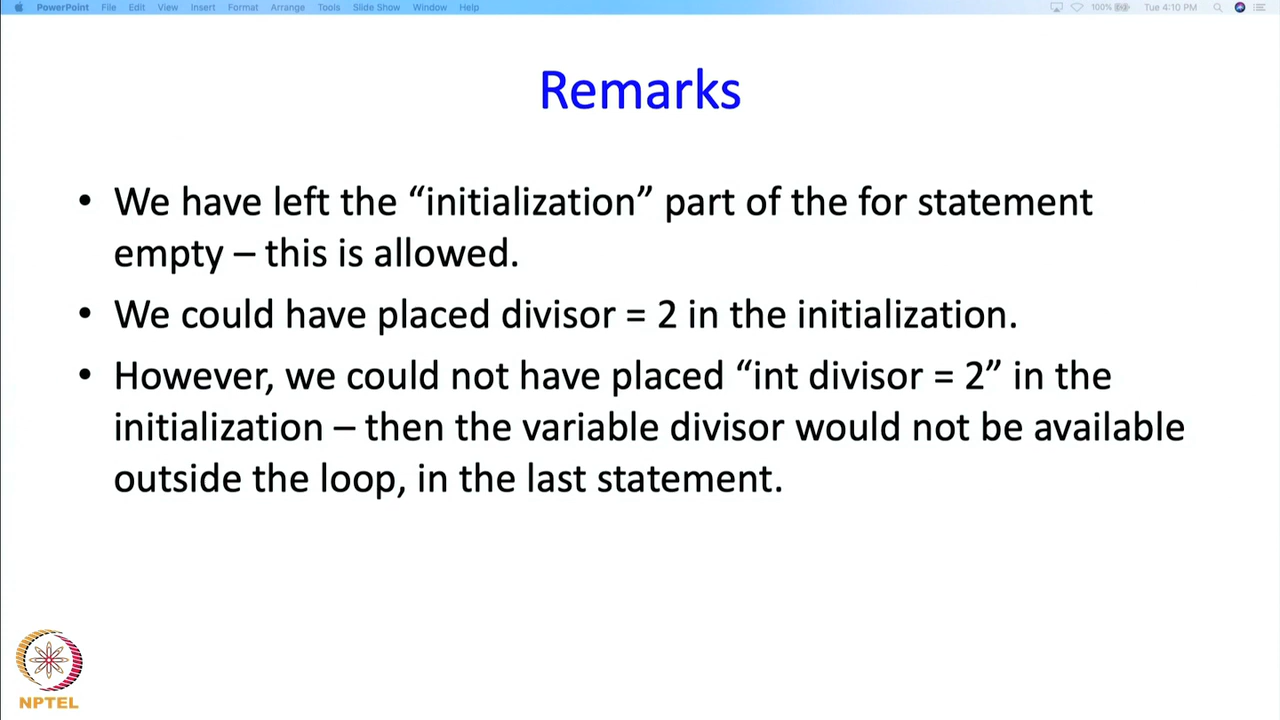 PowerPoint File Edit View Insert Format Arrange Tools Slide Show Window Help 100% Tue 4:10 PM
Remarks
• We have left the “initialization” part of the for statement
empty – this is allowed.
• We could have placed divisor = 2 in the initialization.
• However, we could not have placed “int divisor = 2” in the
initialization – then the variable divisor would not be available
outside the loop, in the last statement.
NPTEL